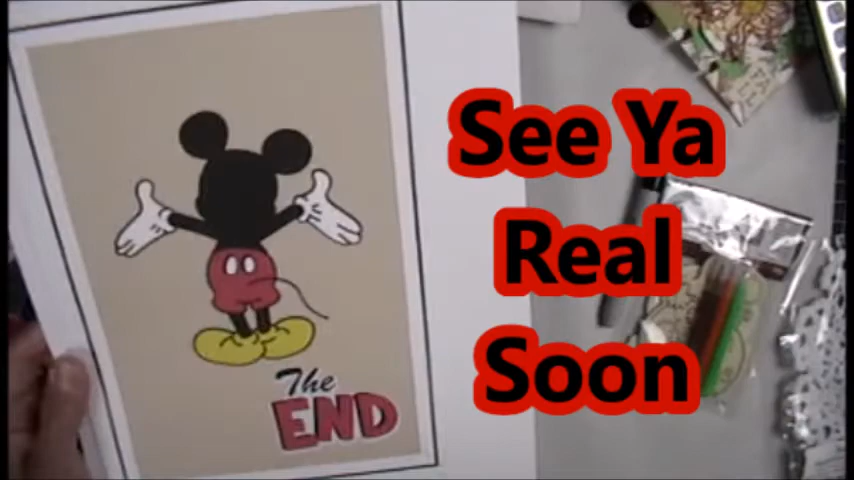 The
END
See Ya
Real
Soon